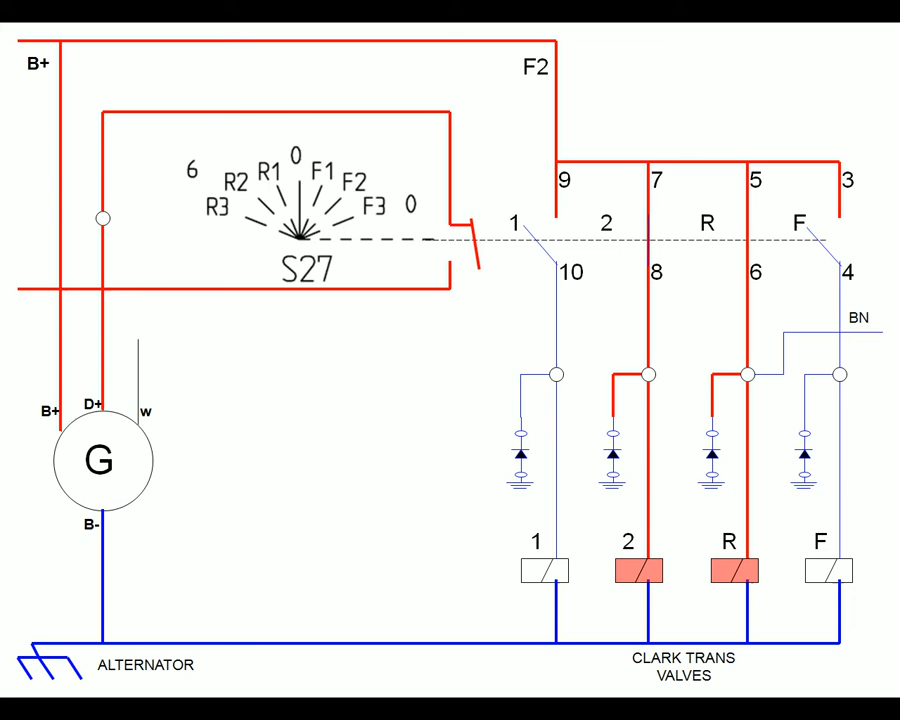 B+
F2
9
7
5
3
6
R3
R2
R1
0
F1
F2
F3
0
S27
1
2
R
F
10
8
6
4
BN
B+
D+
w
G
B-
1
2
R
F
ALTERNATOR
CLARK TRANS
VALVES